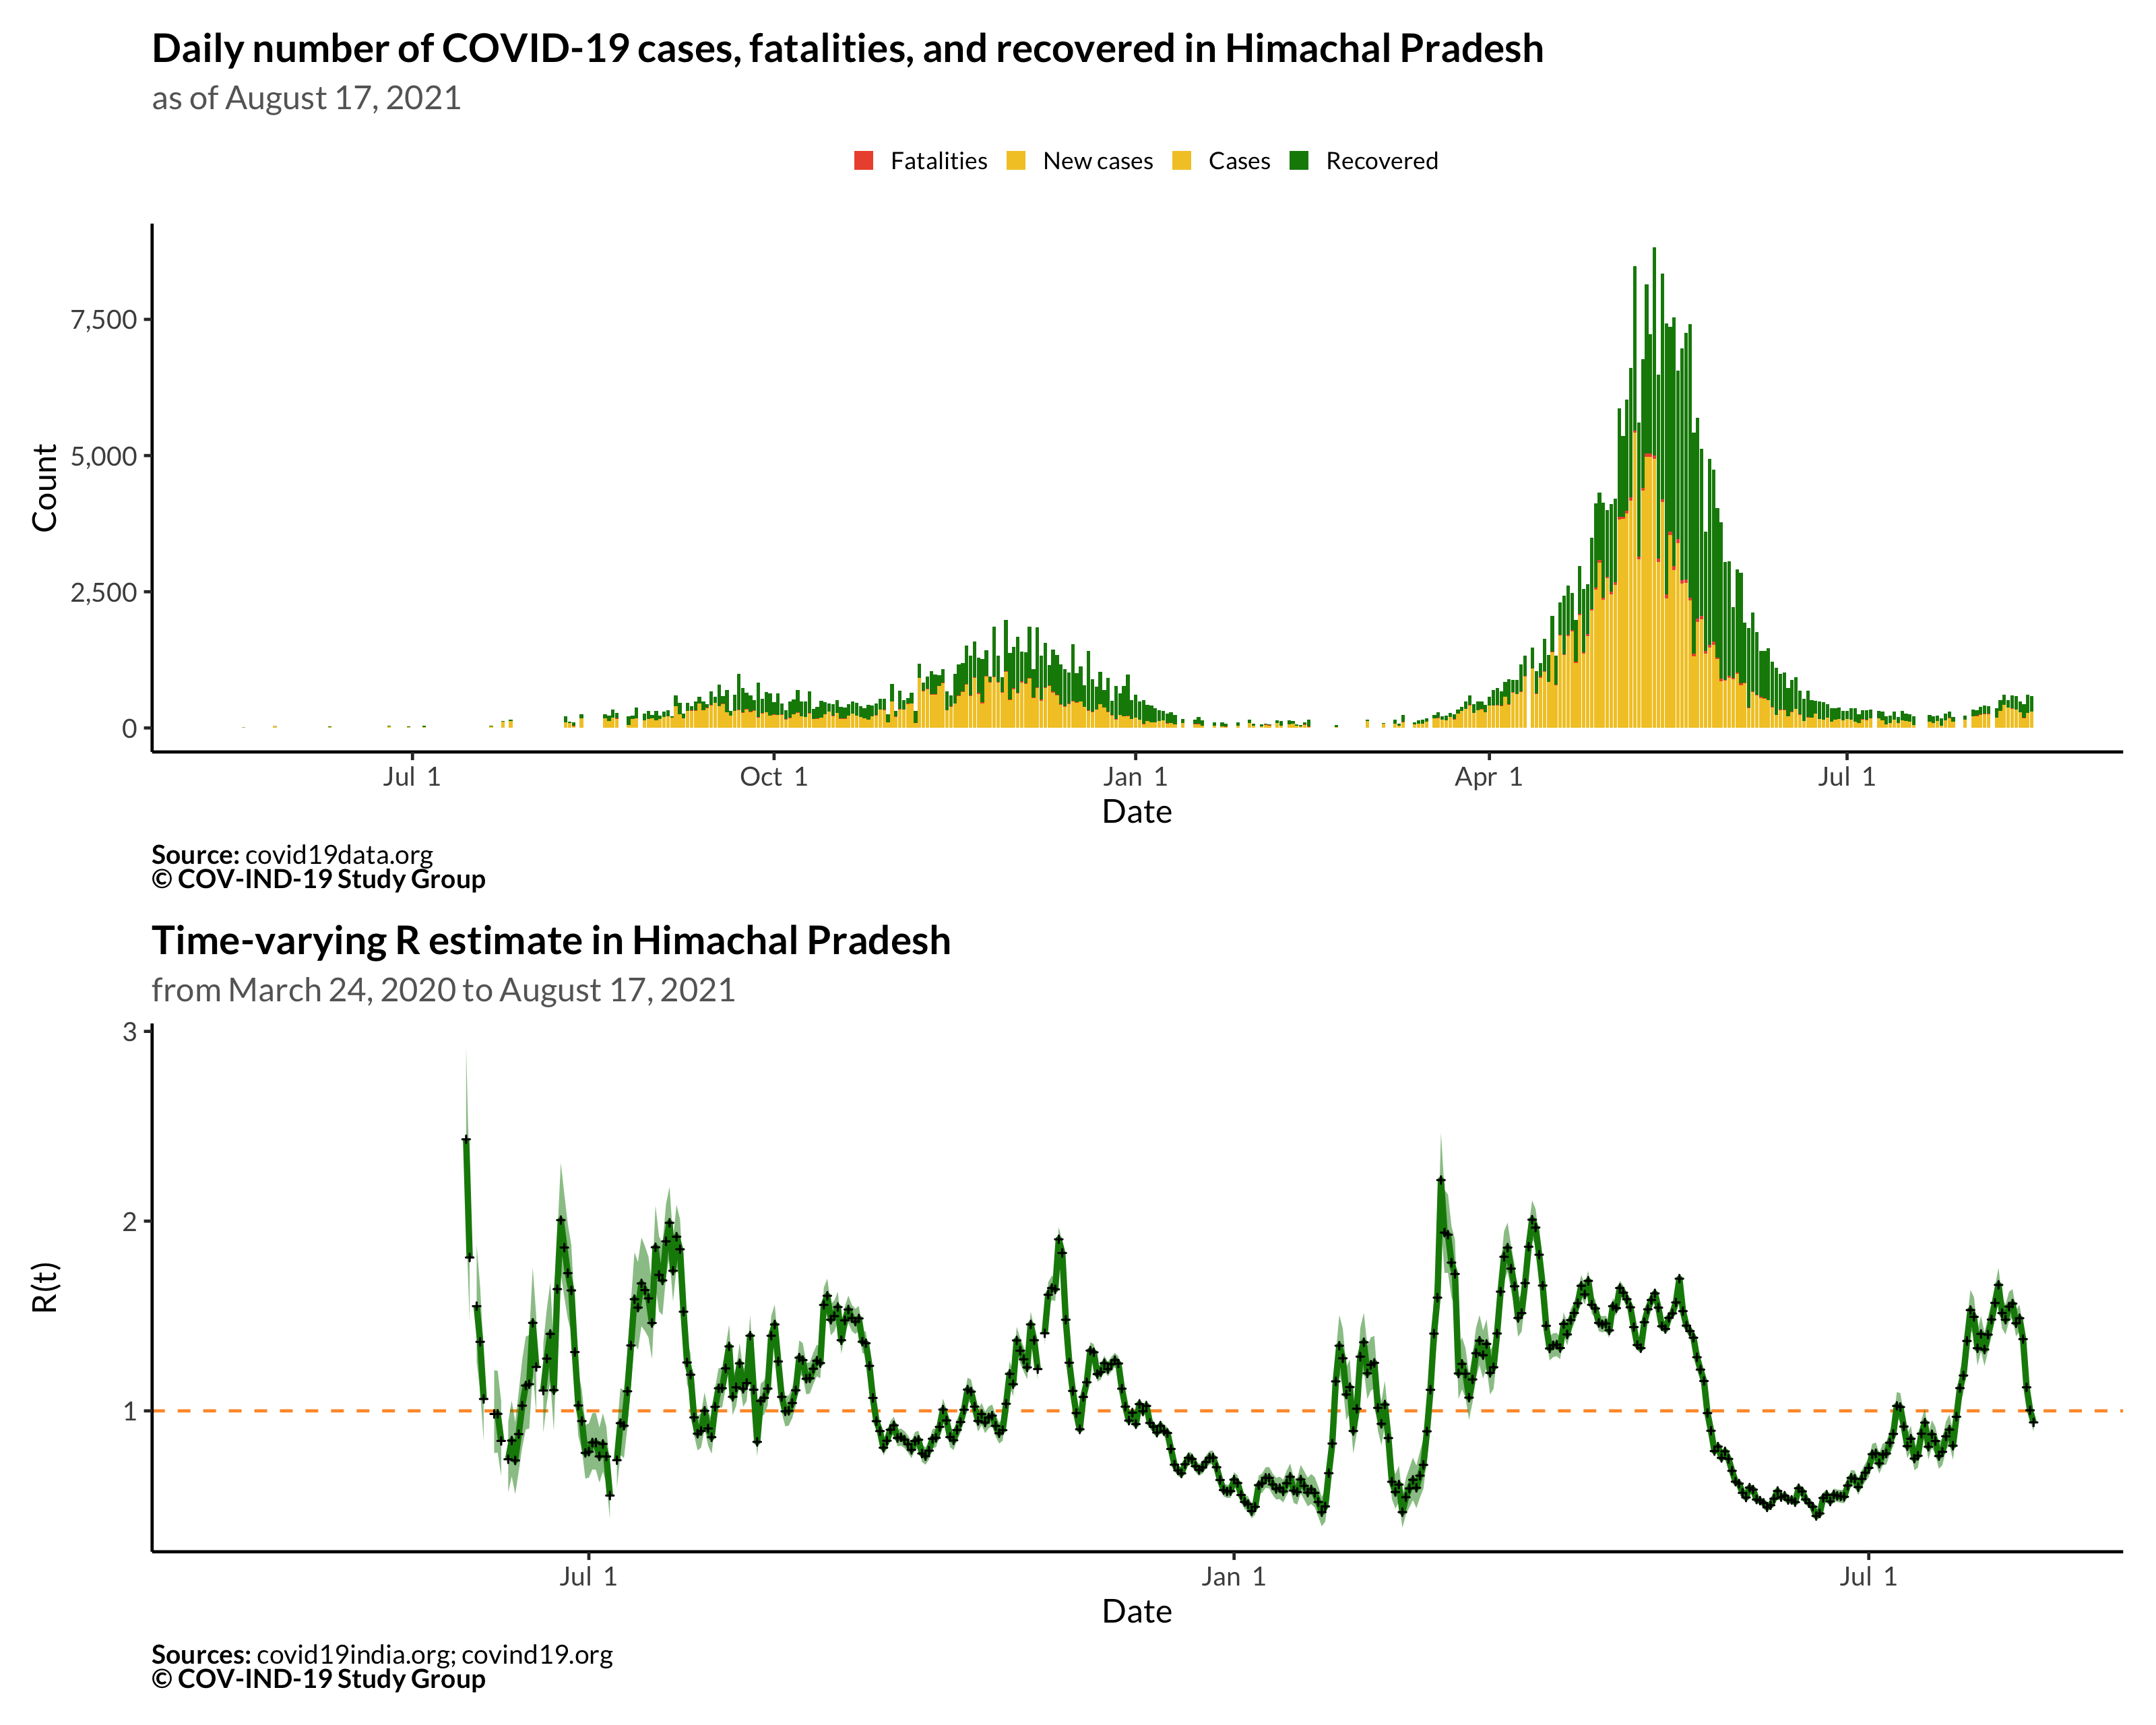 Daily number of COVID-19 cases, fatalities, and recovered in Himachal Pradesh
as of August 17, 2021
Fatalities New cases Cases Recovered
Count
7,500
5,000
2,500
0
Jul 1 Oct 1 Jan 1 Apr 1 Jul 1
Date
Source: covid19data.org
© COV-IND-19 Study Group
Time-varying R estimate in Himachal Pradesh
from March 24, 2020 to August 17, 2021
R(t)
3
2
1
Jul 1 Jan 1 Jul 1
Date
Sources: covid19india.org; covind19.org
© COV-IND-19 Study Group